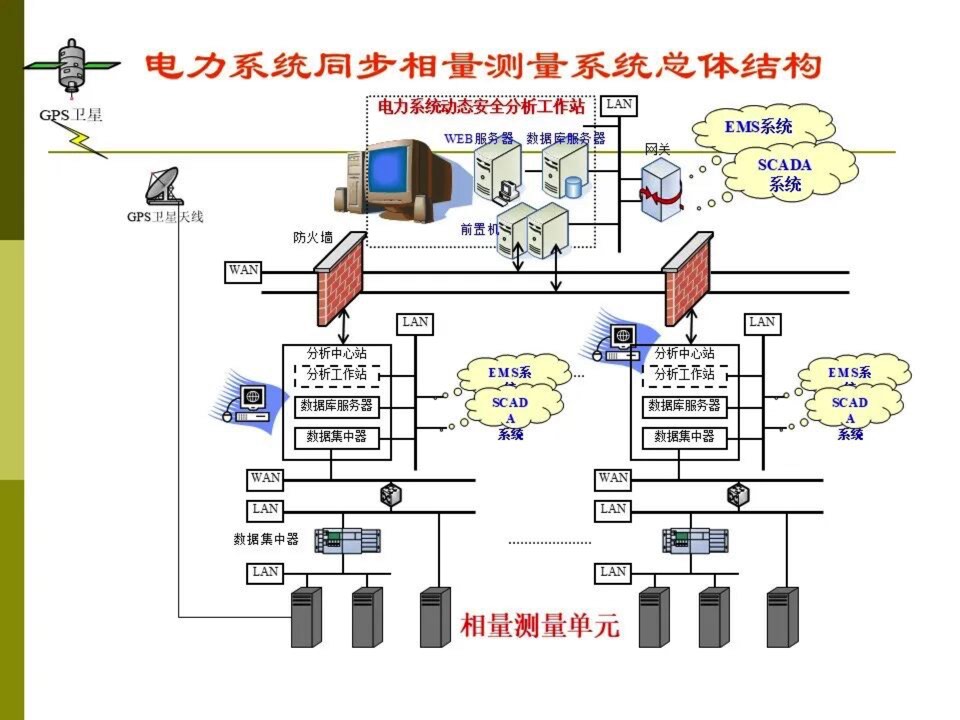 电力系统同步相量测量系统总体结构
GPS卫星
电力系统动态安全分析工作站
LAN
WEB服务器
数据库服务器
网关
EMS系统
SCADA
系统
GPS卫星天线
前置机
防火墙
WAN
LAN
分析中心站
分析工作站
数据库服务器
数据集中器
EMS系
SCAD
A
系统
...
LAN
分析中心站
分析工作站
数据库服务器
数据集中器
EMS系
SCAD
A
系统
WAN
LAN
数据集中器
LAN
WAN
LAN
LAN
相量测量单元